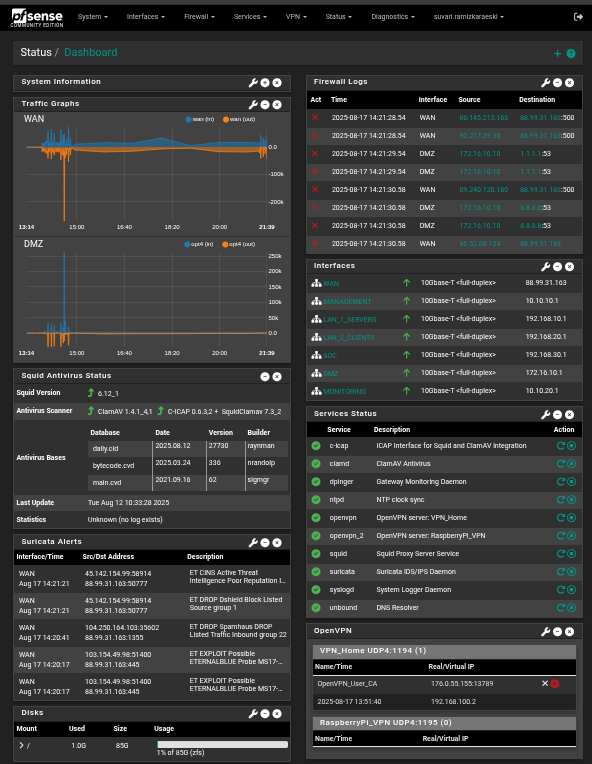 pfsense
COMMUNITY EDITION
System
Interfaces
Firewall
Services
VPN
Status
Diagnostics
suvari.ramizkaraeski
Status / Dashboard
System Information
Traffic Graphs
WAN
wan (in)
wan (out)
0.0
-100k
-200k
13:14
15:00
16:40
18:20
20:00
21:39
DMZ
opt4 (in)
opt4 (out)
250k
200k
150k
100k
50k
0.0
13:14
15:00
16:40
18:20
20:00
21:39
Squid Antivirus Status
Squid Version
6.12_1
Antivirus Scanner
ClamAV 1.4.1_4,1
C-ICAP 0.6.3,2 + SquidClamav 7.3_2
Antivirus Bases
Database Date Version Builder
daily.cld 2025.08.12 27730 raynman
bytecode.cvd 2025.03.24 336 nrandolp
main.cvd 2021.09.16 62 sigmgr
Last Update Tue Aug 12 10:33:28 2025
Statistics Unknown (no log exists)
Suricata Alerts
Interface/Time Src/Dst Address Description
WAN 45.142.154.99:58914 ET CINS Active Threat
Aug 17 14:21:21 88.99.31.163:50777 Intelligence Poor Reputation I...
WAN 45.142.154.99:58914 ET DROP Dshield Block Listed
Aug 17 14:21:21 88.99.31.163:50777 Source group 1
WAN 104.250.164.103:35602 ET DROP Spamhaus DROP
Aug 17 14:20:41 88.99.31.163:1355 Listed Traffic Inbound group 22
WAN 103.154.49.98:51400 ET EXPLOIT Possible
Aug 17 14:20:17 88.99.31.163:445 ETERNALBLUE Probe MS17-...
WAN 103.154.49.98:51400 ET EXPLOIT Possible
Aug 17 14:20:17 88.99.31.163:445 ETERNALBLUE Probe MS17-...
Disks
Mount Used Size Usage
/ 1.0G 85G
1% of 85G (zfs)
Firewall Logs
Act Time Interface Source Destination
2025-08-17 14:21:28.54 WAN 86.145.213.166 88.99.31.163:500
2025-08-17 14:21:28.54 WAN 90.217.39.80 88.99.31.163:500
2025-08-17 14:21:29.54 DMZ 172.16.10.10 1.1.1.1:53
2025-08-17 14:21:29.54 DMZ 172.16.10.10 1.1.1.1:53
2025-08-17 14:21:30.58 WAN 89.240.120.180 88.99.31.163:500
2025-08-17 14:21:30.58 DMZ 172.16.10.10 8.8.8.8:53
2025-08-17 14:21:30.58 DMZ 172.16.10.10 8.8.8.8:53
2025-08-17 14:21:30.58 WAN 86.52.68.124 88.99.31.163
Interfaces
WAN 10Gbase-T <full-duplex> 88.99.31.163
MANAGEMENT 10Gbase-T <full-duplex> 10.10.10.1
LAN_1_SERVERS 10Gbase-T <full-duplex> 192.168.10.1
LAN_2_CLIENTS 10Gbase-T <full-duplex> 192.168.20.1
SOC 10Gbase-T <full-duplex> 192.168.30.1
DMZ 10Gbase-T <full-duplex> 172.16.10.1
MONITORING 10Gbase-T <full-duplex> 10.10.20.1
Services Status
Service Description Action
c-icap ICAP Interface for Squid and ClamAV integration
clamd ClamAV Antivirus
dpinger Gateway Monitoring Daemon
ntpd NTP clock sync
openvpn OpenVPN server: VPN_Home
openvpn_2 OpenVPN server: RaspberryPi_VPN
squid Squid Proxy Server Service
suricata Suricata IDS/IPS Daemon
syslogd System Logger Daemon
unbound DNS Resolver
OpenVPN
VPN_Home UDP4:1194 (1)
Name/Time Real/Virtual IP
OpenVPN_User_CA 176.0.55.155:13789
2025-08-17 13:51:40 192.168.100.2
RaspberryPi_VPN UDP4:1195 (0)
Name/Time Real/Virtual IP